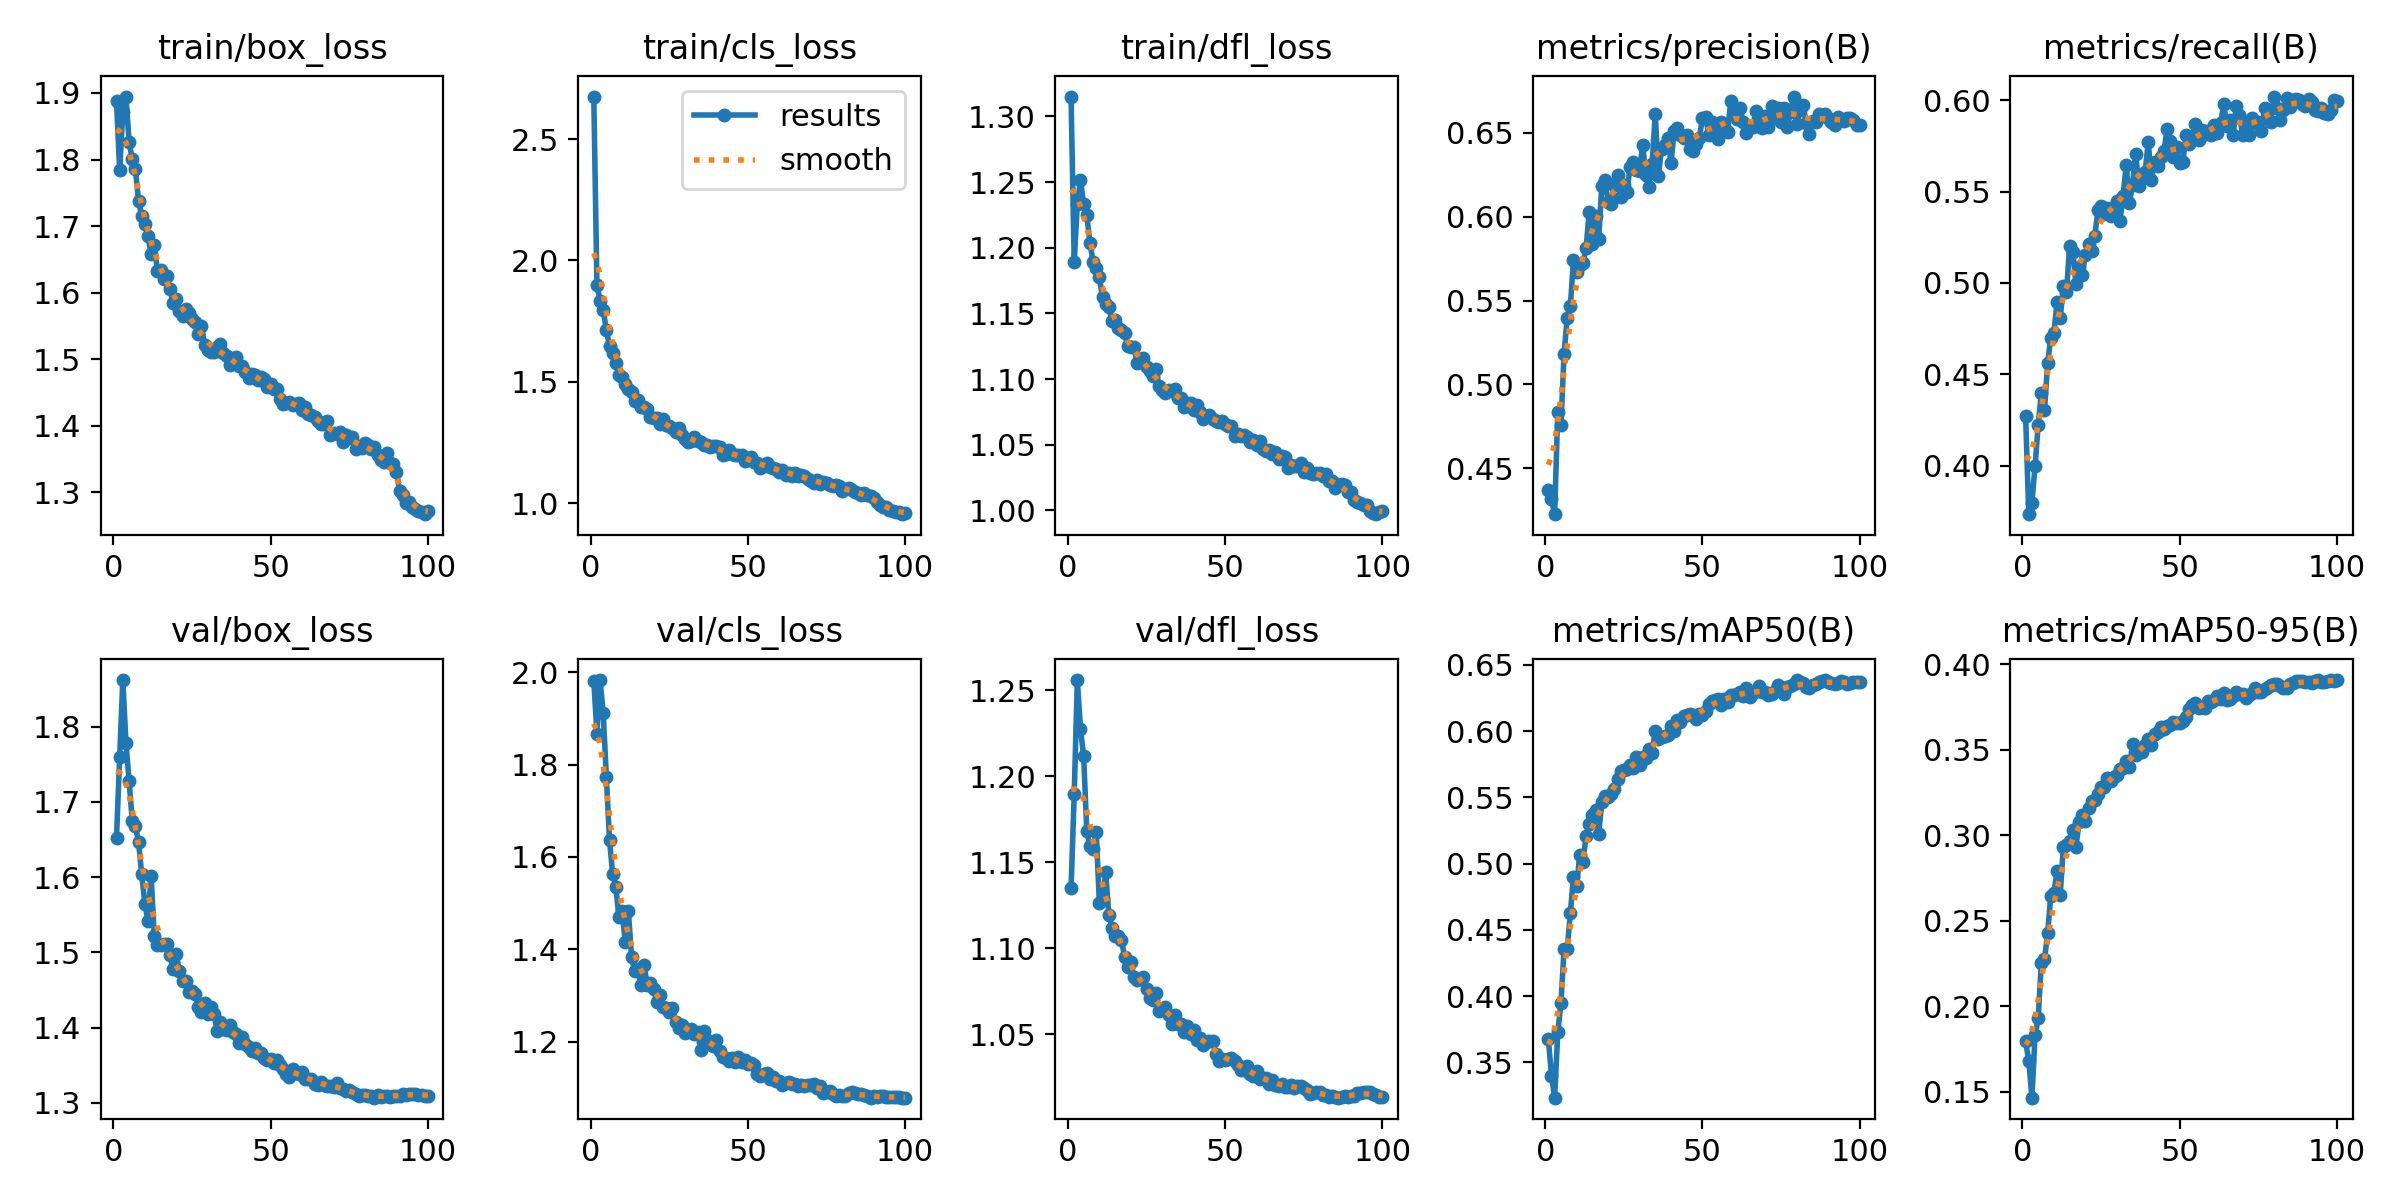 train/box_loss
1.9
1.8
1.7
1.6
1.5
1.4
1.3
0 50 100
train/cls_loss
results
smooth
2.5
2.0
1.5
1.0
0 50 100
train/dfl_loss
1.30
1.25
1.20
1.15
1.10
1.05
1.00
0 50 100
metrics/precision(B)
0.65
0.60
0.55
0.50
0.45
0 50 100
metrics/recall(B)
0.60
0.55
0.50
0.45
0.40
0 50 100
val/box_loss
1.8
1.7
1.6
1.5
1.4
1.3
0 50 100
val/cls_loss
2.0
1.8
1.6
1.4
1.2
0 50 100
val/dfl_loss
1.25
1.20
1.15
1.10
1.05
0 50 100
metrics/mAP50(B)
0.65
0.60
0.55
0.50
0.45
0.40
0.35
0 50 100
metrics/mAP50-95(B)
0.40
0.35
0.30
0.25
0.20
0.15
0 50 100